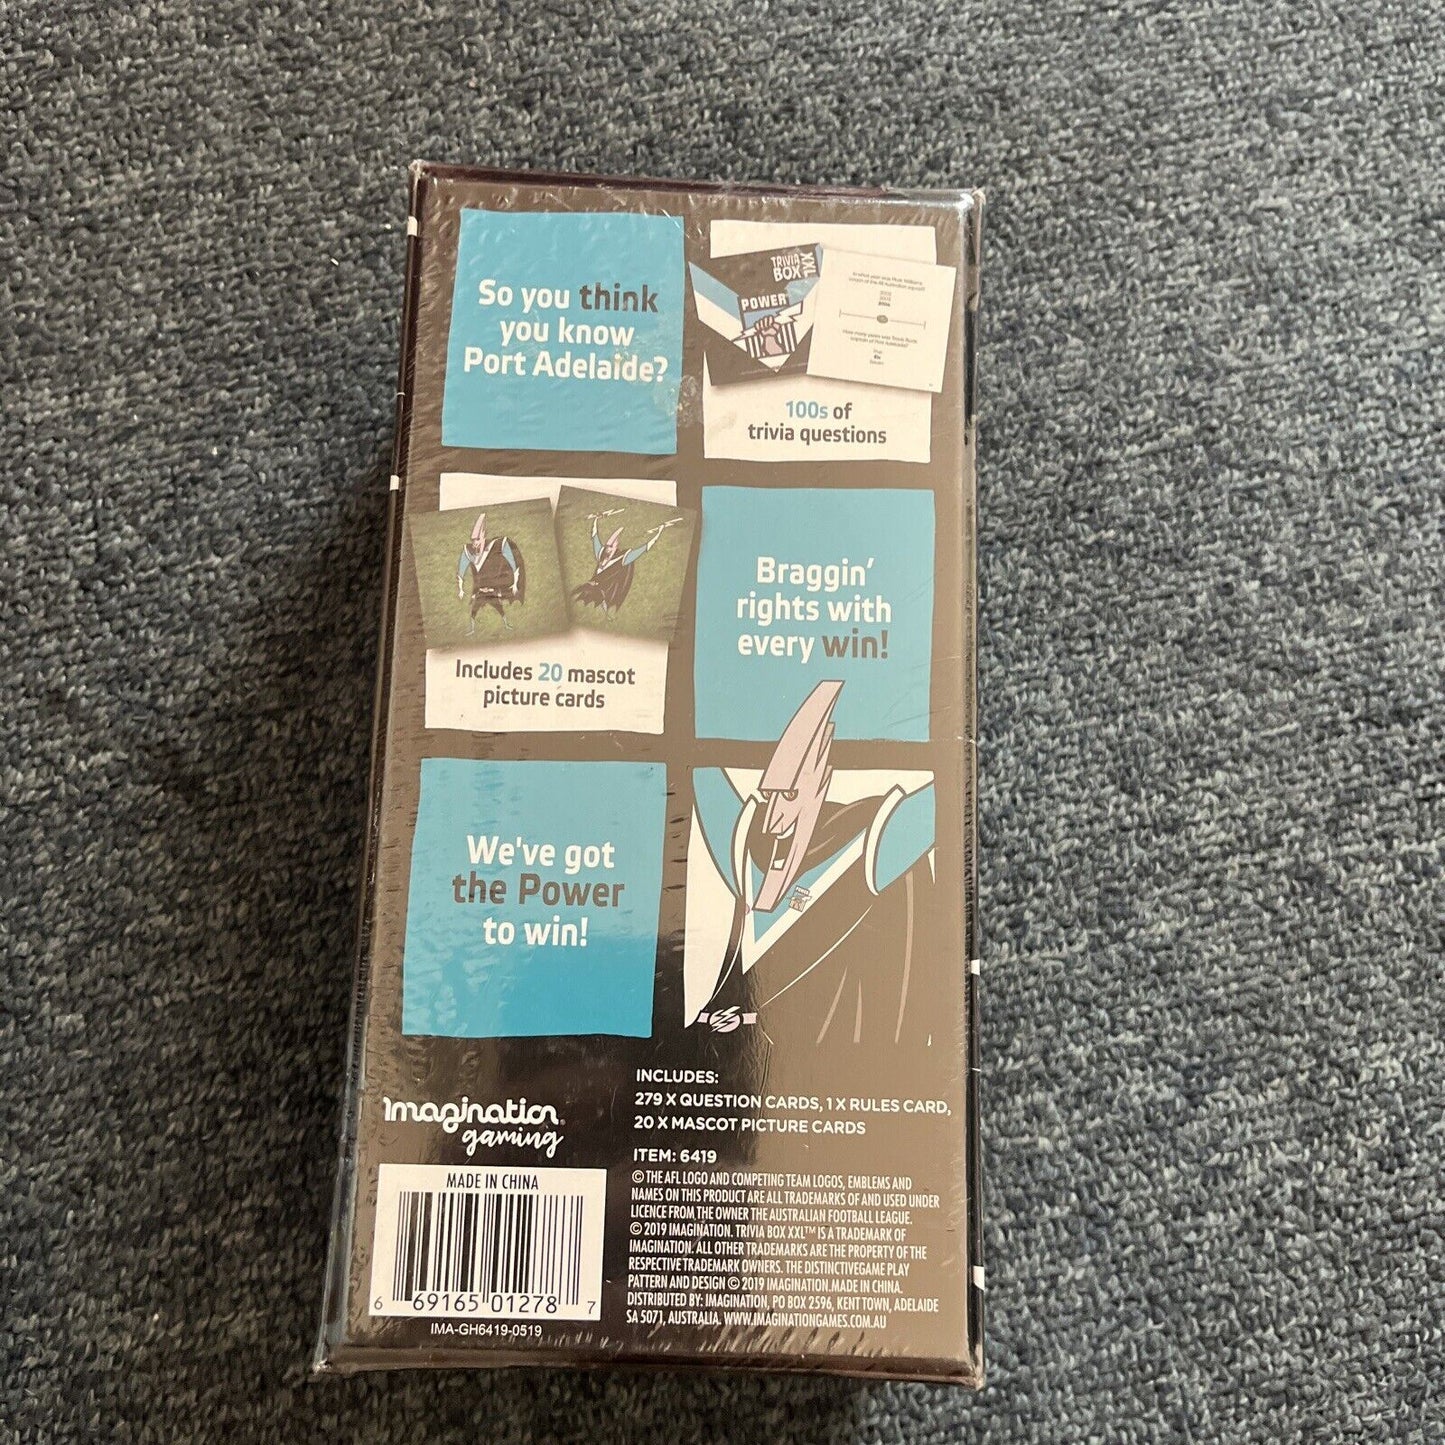 So you think
you know
Port Adelaide?
TRIVIA
BOX
XXL
POWER
100s of
trivia questions
Includes 20 mascot
picture cards
Braggin'
rights with
every win!
We've got
the Power
to win!
POWER
imagination
gaming
INCLUDES:
279 X QUESTION CARDS, 1 X RULES CARD,
20 X MASCOT PICTURE CARDS
ITEM: 6419
© THE AFL LOGO AND COMPETING TEAM LOGOS, EMBLEMS AND
NAMES ON THIS PRODUCT ARE ALL TRADEMARKS OF AND USED UNDER
LICENCE FROM THE OWNER THE AUSTRALIAN FOOTBALL LEAGUE.
© 2019 IMAGINATION. TRIVIA BOX XXL™ IS A TRADEMARK OF
IMAGINATION. ALL OTHER TRADEMARKS ARE THE PROPERTY OF THE
RESPECTIVE TRADEMARK OWNERS. THE DISTINCTIVEGAME PLAY
PATTERN AND DESIGN © 2019 IMAGINATION.MADE IN CHINA.
DISTRIBUTED BY: IMAGINATION, PO BOX 2596, KENT TOWN, ADELAIDE
SA 5071, AUSTRALIA. WWW.IMAGINATIONGAMES.COM.AU
MADE IN CHINA
6 69165 01278 7
IMA-GH6419-0519